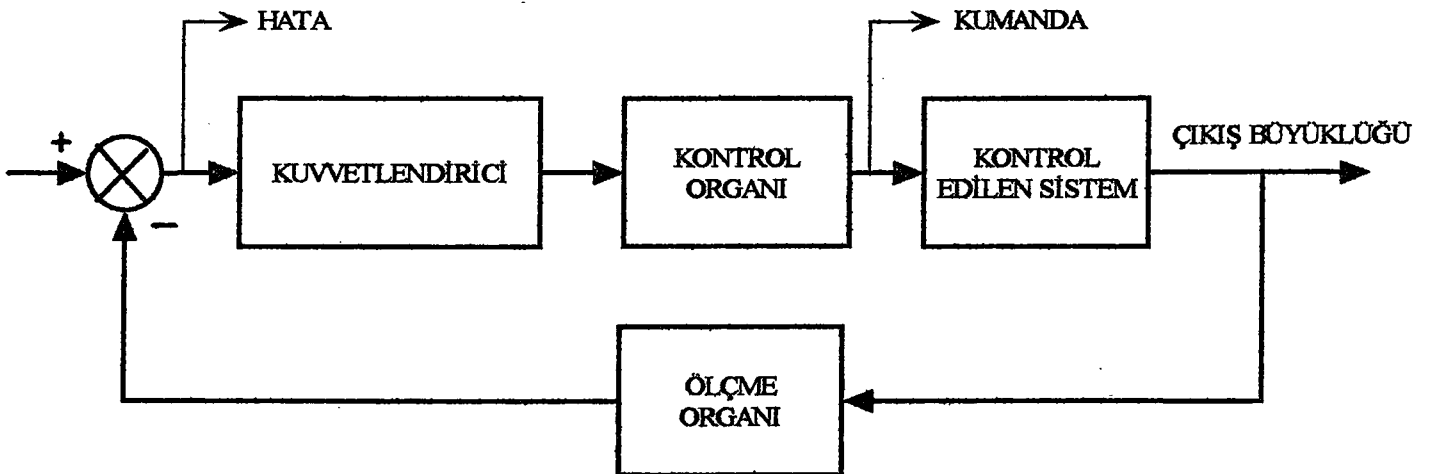 HATA
KUMANDA
+
KUVVETLENDİRİCİ
KONTROL
ORGANI
KONTROL
EDİLEN SİSTEM
ÇIKIŞ BÜYÜKLÜĞÜ
−
ÖLÇME
ORGANI